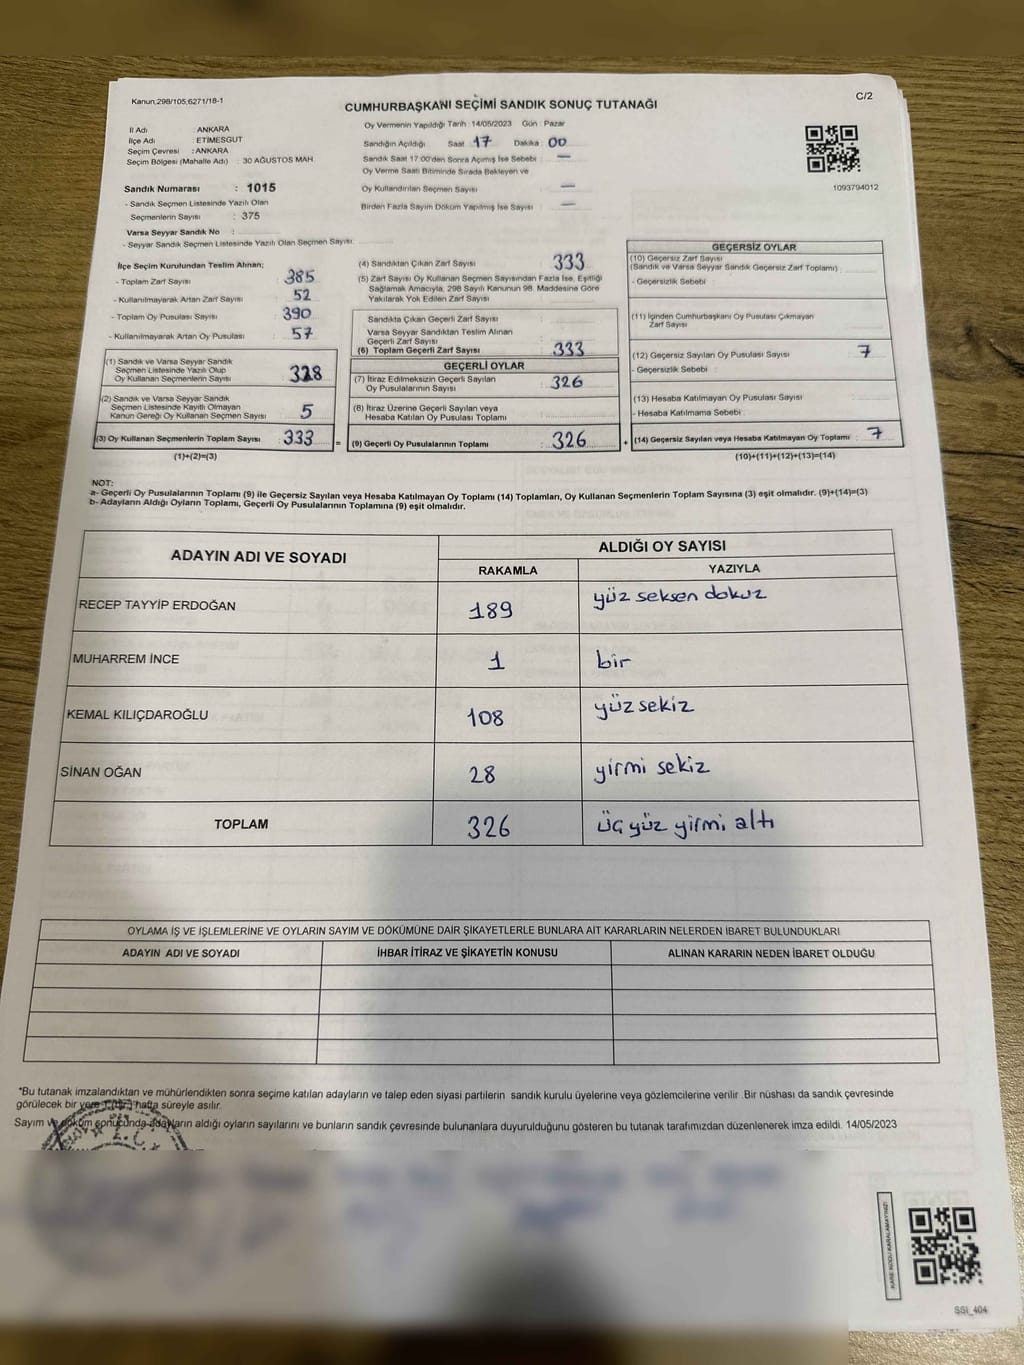 Kanun,298/105,6271/18-1
C/2
CUMHURBAŞKANI SEÇİMİ SANDIK SONUÇ TUTANAĞI
İl Adı : ANKARA
İlçe Adı : ETİMESGUT
Seçim Çevresi : ANKARA
Seçim Bölgesi (Mahalle Adı) : 30 AĞUSTOS MAH.
Sandık Numarası : 1015
- Sandık Seçmen Listesinde Yazılı Olan
Seçmenlerin Sayısı : 375
Varsa Seyyar Sandık No :
- Seyyar Sandık Seçmen Listesinde Yazılı Olan Seçmen Sayısı
Oy Vermenin Yapıldığı Tarih :14/05/2023 Gün : Pazar
Sandığın Açıldığı Saat 17 Dakika 00
Sandık Saat 17:00'den Sonra Açımış İse Sebebi : —
Oy Verme Saati Bitiminde Sırada Bekleyen ve
Oy Kullandırılan Seçmen Sayısı : —
Birden Fazla Sayım Döküm Yapılmış İse Sayısı : —
1093794012
İlçe Seçim Kurulundan Teslim Alınan;
- Toplam Zarf Sayısı : 385
- Kullanılmayarak Artan Zarf Sayısı : 52
- Toplam Oy Pusulası Sayısı : 390
- Kullanılmayarak Artan Oy Pusulası : 57
(1) Sandık ve Varsa Seyyar Sandık
Seçmen Listesinde Yazılı Olup
Oy Kullanan Seçmenlerin Sayısı : 328
(2) Sandık ve Varsa Seyyar Sandık
Seçmen Listesinde Kayıtlı Olmayan
Kanun Gereği Oy Kullanan Seçmen Sayısı : 5
(3) Oy Kullanan Seçmenlerin Toplam Sayısı : 333 =
(1)+(2)=(3)
(4) Sandıktan Çıkan Zarf Sayısı : 333
(5) Zarf Sayısı Oy Kullanan Seçmen Sayısından Fazla İse, Eşitliği
Sağlamak Amacıyla, 298 Sayılı Kanunun 98. Maddesine Göre
Yakılarak Yok Edilen Zarf Sayısı :
Sandıkta Çıkan Geçerli Zarf Sayısı :
Varsa Seyyar Sandıktan Teslim Alınan
Geçerli Zarf Sayısı :
(6) Toplam Geçerli Zarf Sayısı : 333
GEÇERLİ OYLAR
(7) İtiraz Edilmeksizin Geçerli Sayılan
Oy Pusulalarının Sayısı : 326
(8) İtiraz Üzerine Geçerli Sayılan veya
Hesaba Katılan Oy Pusulaları Toplamı :
(9) Geçerli Oy Pusulalarının Toplamı : 326 +
GEÇERSİZ OYLAR
(10) Geçersiz Zarf Sayısı
(Sandık ve Varsa Seyyar Sandık Geçersiz Zarf Toplamı) :
- Geçersizlik Sebebi :
(11) İçinden Cumhurbaşkanı Oy Pusulası Çıkmayan
Zarf Sayısı :
(12) Geçersiz Sayılan Oy Pusulası Sayısı : 7
- Geçersizlik Sebebi :
(13) Hesaba Katılmayan Oy Pusulası Sayısı :
- Hesaba Katılmama Sebebi :
(14) Geçersiz Sayılan veya Hesaba Katılmayan Oy Toplamı : 7
(10)+(11)+(12)+(13)=(14)
NOT:
a- Geçerli Oy Pusulalarının Toplamı (9) ile Geçersiz Sayılan veya Hesaba Katılmayan Oy Toplamı (14) Toplamları, Oy Kullanan Seçmenlerin Toplam Sayısına (3) eşit olmalıdır. (9)+(14)=(3)
b- Adayların Aldığı Oyların Toplamı, Geçerli Oy Pusulalarının Toplamına (9) eşit olmalıdır.
ADAYIN ADI VE SOYADI
ALDIĞI OY SAYISI
RAKAMLA YAZIYLA
RECEP TAYYİP ERDOĞAN 189 yüz seksen dokuz
MUHARREM İNCE 1 bir
KEMAL KILIÇDAROĞLU 108 yüz sekiz
SİNAN OĞAN 28 yirmi sekiz
TOPLAM 326 üç yüz yirmi altı
OYLAMA İŞ VE İŞLEMLERİNE VE OYLARIN SAYIM VE DÖKÜMÜNE DAİR ŞİKAYETLERLE BUNLARA AİT KARARLARIN NELERDEN İBARET BULUNDUKLARI
ADAYIN ADI VE SOYADI İHBAR İTİRAZ VE ŞİKAYETİN KONUSU ALINAN KARARIN NEDEN İBARET OLDUĞU
*Bu tutanak imzalandıktan ve mühürlendikten sonra seçime katılan adayların ve talep eden siyasi partilerin sandık kurulu üyelerine veya gözlemcilerine verilir. Bir nüshası da sandık çevresinde
görülecek bir yere hafta süreyle asılır.
Sayım ve döküm sonucunda adayların aldığı oyların sayılarını ve bunların sandık çevresinde bulunanlara duyurulduğunu gösteren bu tutanak tarafımızdan düzenlenerek imza edildi. 14/05/2023
T.C.
KARE KODU KARALAMAYINIZ!
SSI_404